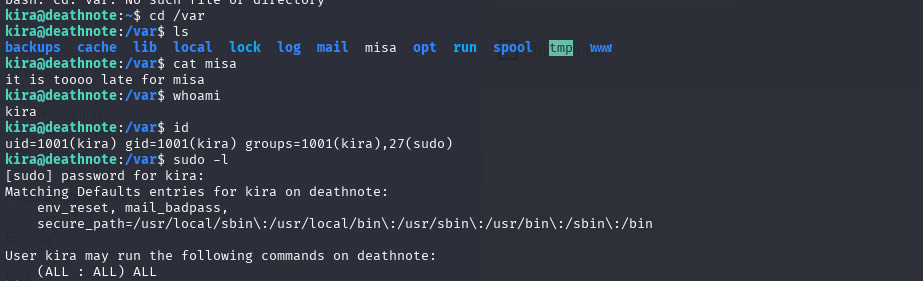 bash: cd: var: No such file or directory
kira@deathnote:~$ cd /var
kira@deathnote:/var$ ls
backups cache lib local lock log mail misa opt run spool tmp www
kira@deathnote:/var$ cat misa
it is toooo late for misa
kira@deathnote:/var$ whoami
kira
kira@deathnote:/var$ id
uid=1001(kira) gid=1001(kira) groups=1001(kira),27(sudo)
kira@deathnote:/var$ sudo -l
[sudo] password for kira:
Matching Defaults entries for kira on deathnote:
    env_reset, mail_badpass,
    secure_path=/usr/local/sbin\:/usr/local/bin\:/usr/sbin\:/usr/bin\:/sbin\:/bin

User kira may run the following commands on deathnote:
    (ALL : ALL) ALL